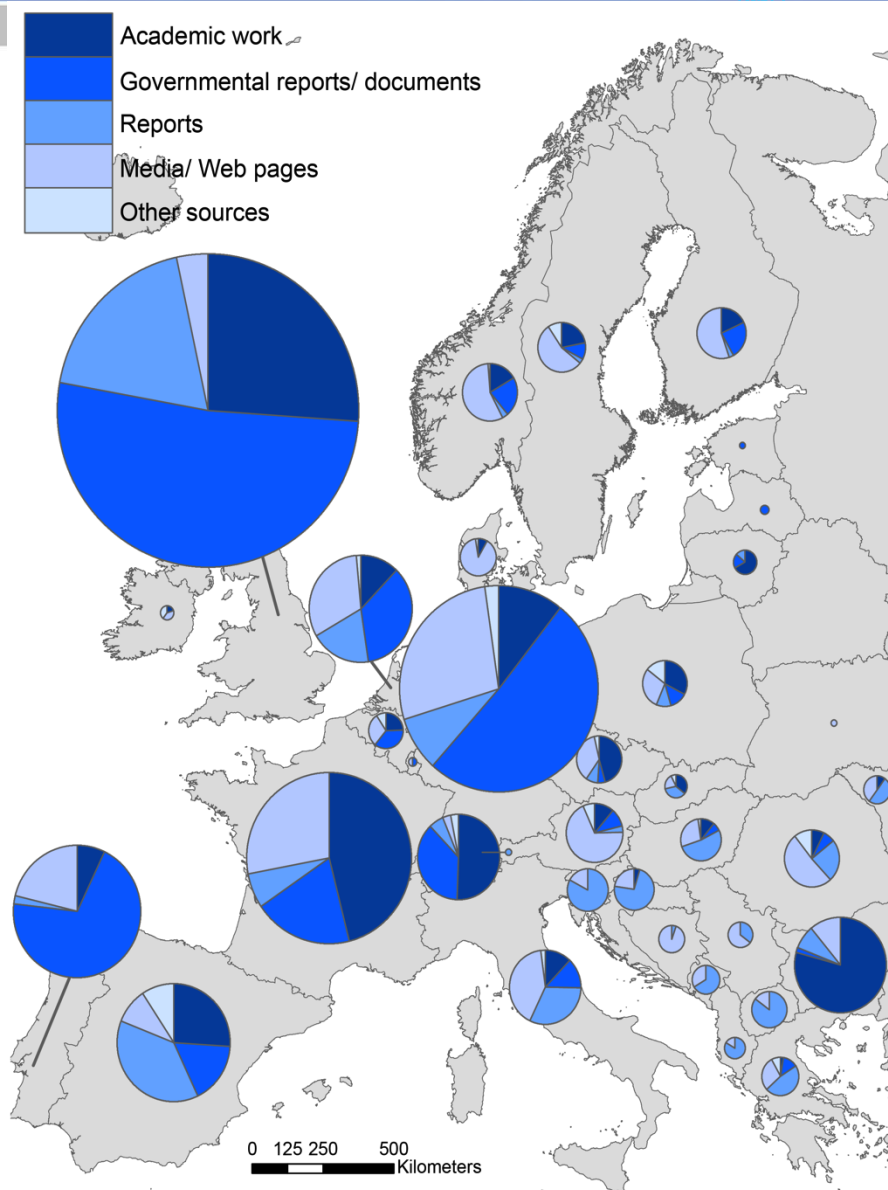 Academic work
Governmental reports/ documents
Reports
Media/ Web pages
Other sources
0 125 250 500
Kilometers